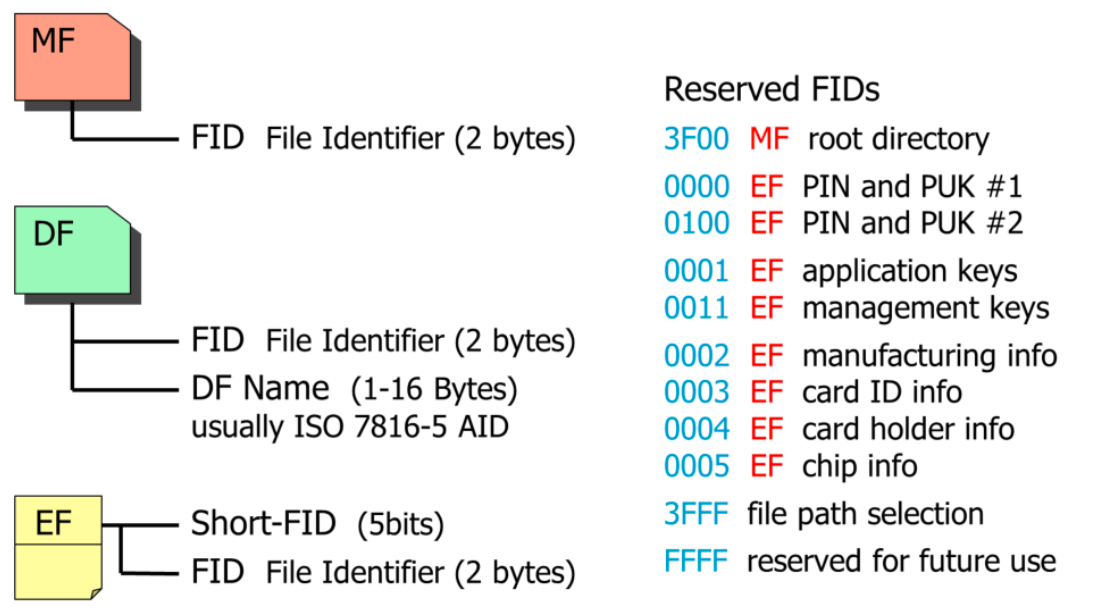 MF
FID File Identifier (2 bytes)
DF
FID File Identifier (2 bytes)
DF Name (1-16 Bytes)
usually ISO 7816-5 AID
EF
Short-FID (5bits)
FID File Identifier (2 bytes)
Reserved FIDs
3F00 MF root directory
0000 EF PIN and PUK #1
0100 EF PIN and PUK #2
0001 EF application keys
0011 EF management keys
0002 EF manufacturing info
0003 EF card ID info
0004 EF card holder info
0005 EF chip info
3FFF file path selection
FFFF reserved for future use